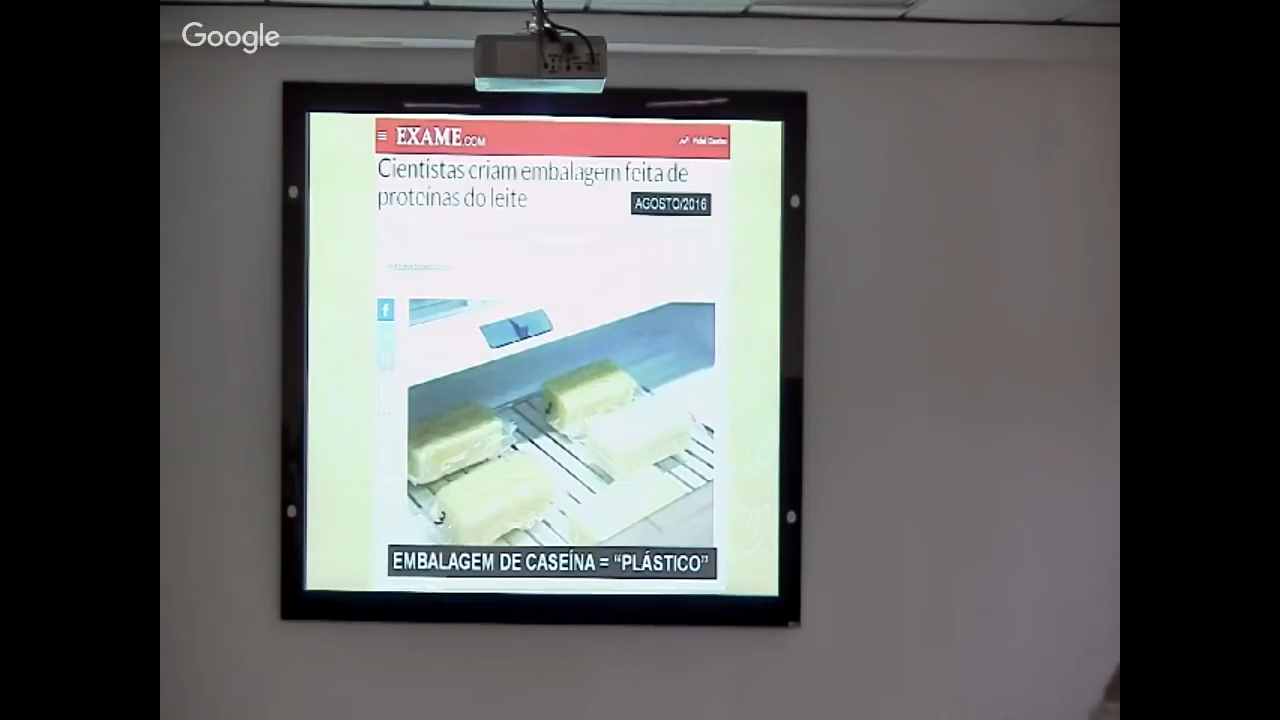 Google
EXAME.COM
Cientistas criam embalagem feita de
proteínas do leite
AGOSTO/2016
f
EMBALAGEM DE CASEÍNA = “PLÁSTICO”